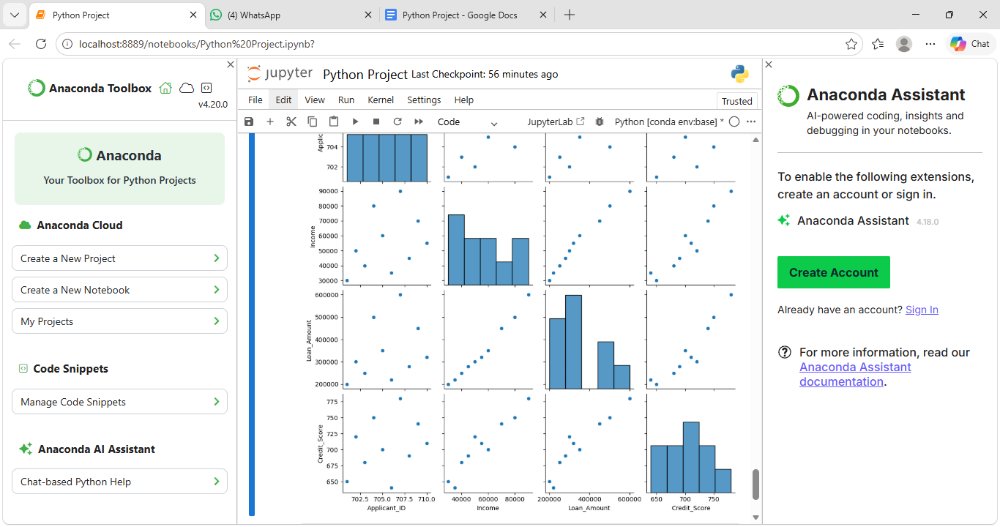 Python Project
(4) WhatsApp
Python Project - Google Docs
localhost:8889/notebooks/Python%20Project.ipynb?
Chat
Anaconda Toolbox
v4.20.0
Anaconda
Your Toolbox for Python Projects
Anaconda Cloud
Create a New Project
Create a New Notebook
My Projects
Code Snippets
Manage Code Snippets
Anaconda AI Assistant
Chat-based Python Help
jupyter Python Project Last Checkpoint: 56 minutes ago
File Edit View Run Kernel Settings Help
Trusted
Code
JupyterLab
Python [conda env:base] *
Applic
704
702
Income
90000
80000
70000
60000
50000
40000
30000
Loan_Amount
600000
500000
400000
300000
200000
Credit_Score
775
750
725
700
675
650
702.5 705.0 707.5 710.0
40000 60000 80000
200000 400000 600000
650 700 750
Applicant_ID
Income
Loan_Amount
Credit_Score
Anaconda Assistant
AI-powered coding, insights and
debugging in your notebooks.
To enable the following extensions,
create an account or sign in.
Anaconda Assistant 4.18.0
Create Account
Already have an account? Sign In
For more information, read our
Anaconda Assistant
documentation.